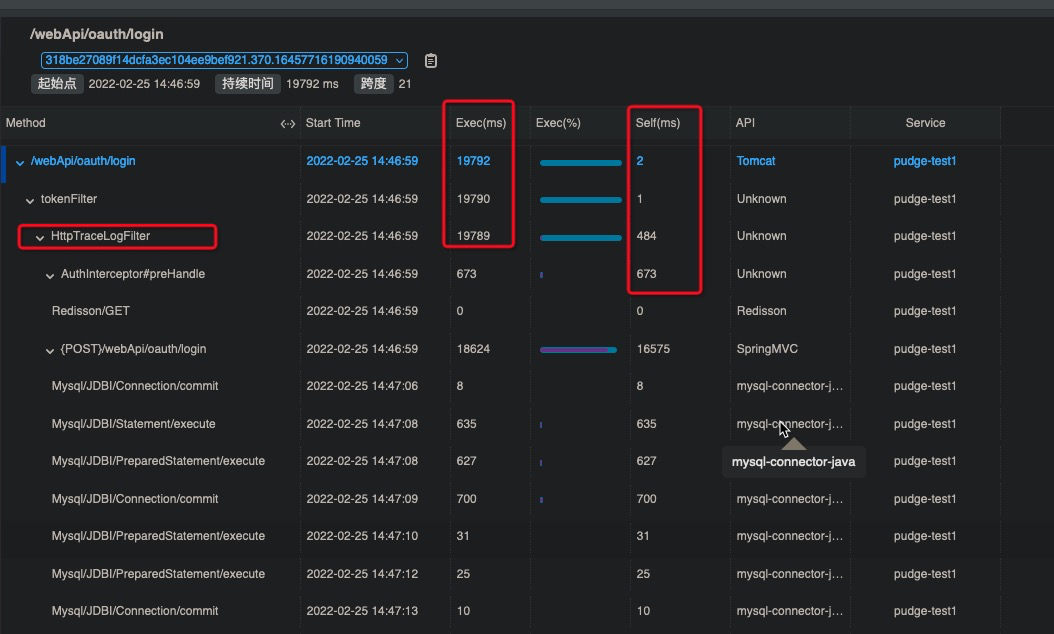 /webApi/oauth/login
318be27089f14dcfa3ec104ee9bef921.370.16457716190940059
起始点 2022-02-25 14:46:59 持续时间 19792 ms 跨度 21
Method Start Time Exec(ms) Exec(%) Self(ms) API Service
/webApi/oauth/login 2022-02-25 14:46:59 19792 2 Tomcat pudge-test1
tokenFilter 2022-02-25 14:46:59 19790 1 Unknown pudge-test1
HttpTraceLogFilter 2022-02-25 14:46:59 19789 484 Unknown pudge-test1
AuthInterceptor#preHandle 2022-02-25 14:46:59 673 673 Unknown pudge-test1
Redisson/GET 2022-02-25 14:46:59 0 0 Redisson pudge-test1
{POST}/webApi/oauth/login 2022-02-25 14:46:59 18624 16575 SpringMVC pudge-test1
Mysql/JDBI/Connection/commit 2022-02-25 14:47:06 8 8 mysql-connector-j... pudge-test1
Mysql/JDBI/Statement/execute 2022-02-25 14:47:08 635 635 mysql-connector-j... pudge-test1
Mysql/JDBI/PreparedStatement/execute 2022-02-25 14:47:08 627 627 mysql-connector-java pudge-test1
Mysql/JDBI/Connection/commit 2022-02-25 14:47:09 700 700 mysql-connector-j... pudge-test1
Mysql/JDBI/PreparedStatement/execute 2022-02-25 14:47:10 31 31 mysql-connector-j... pudge-test1
Mysql/JDBI/PreparedStatement/execute 2022-02-25 14:47:12 25 25 mysql-connector-j... pudge-test1
Mysql/JDBI/Connection/commit 2022-02-25 14:47:13 10 10 mysql-connector-j... pudge-test1